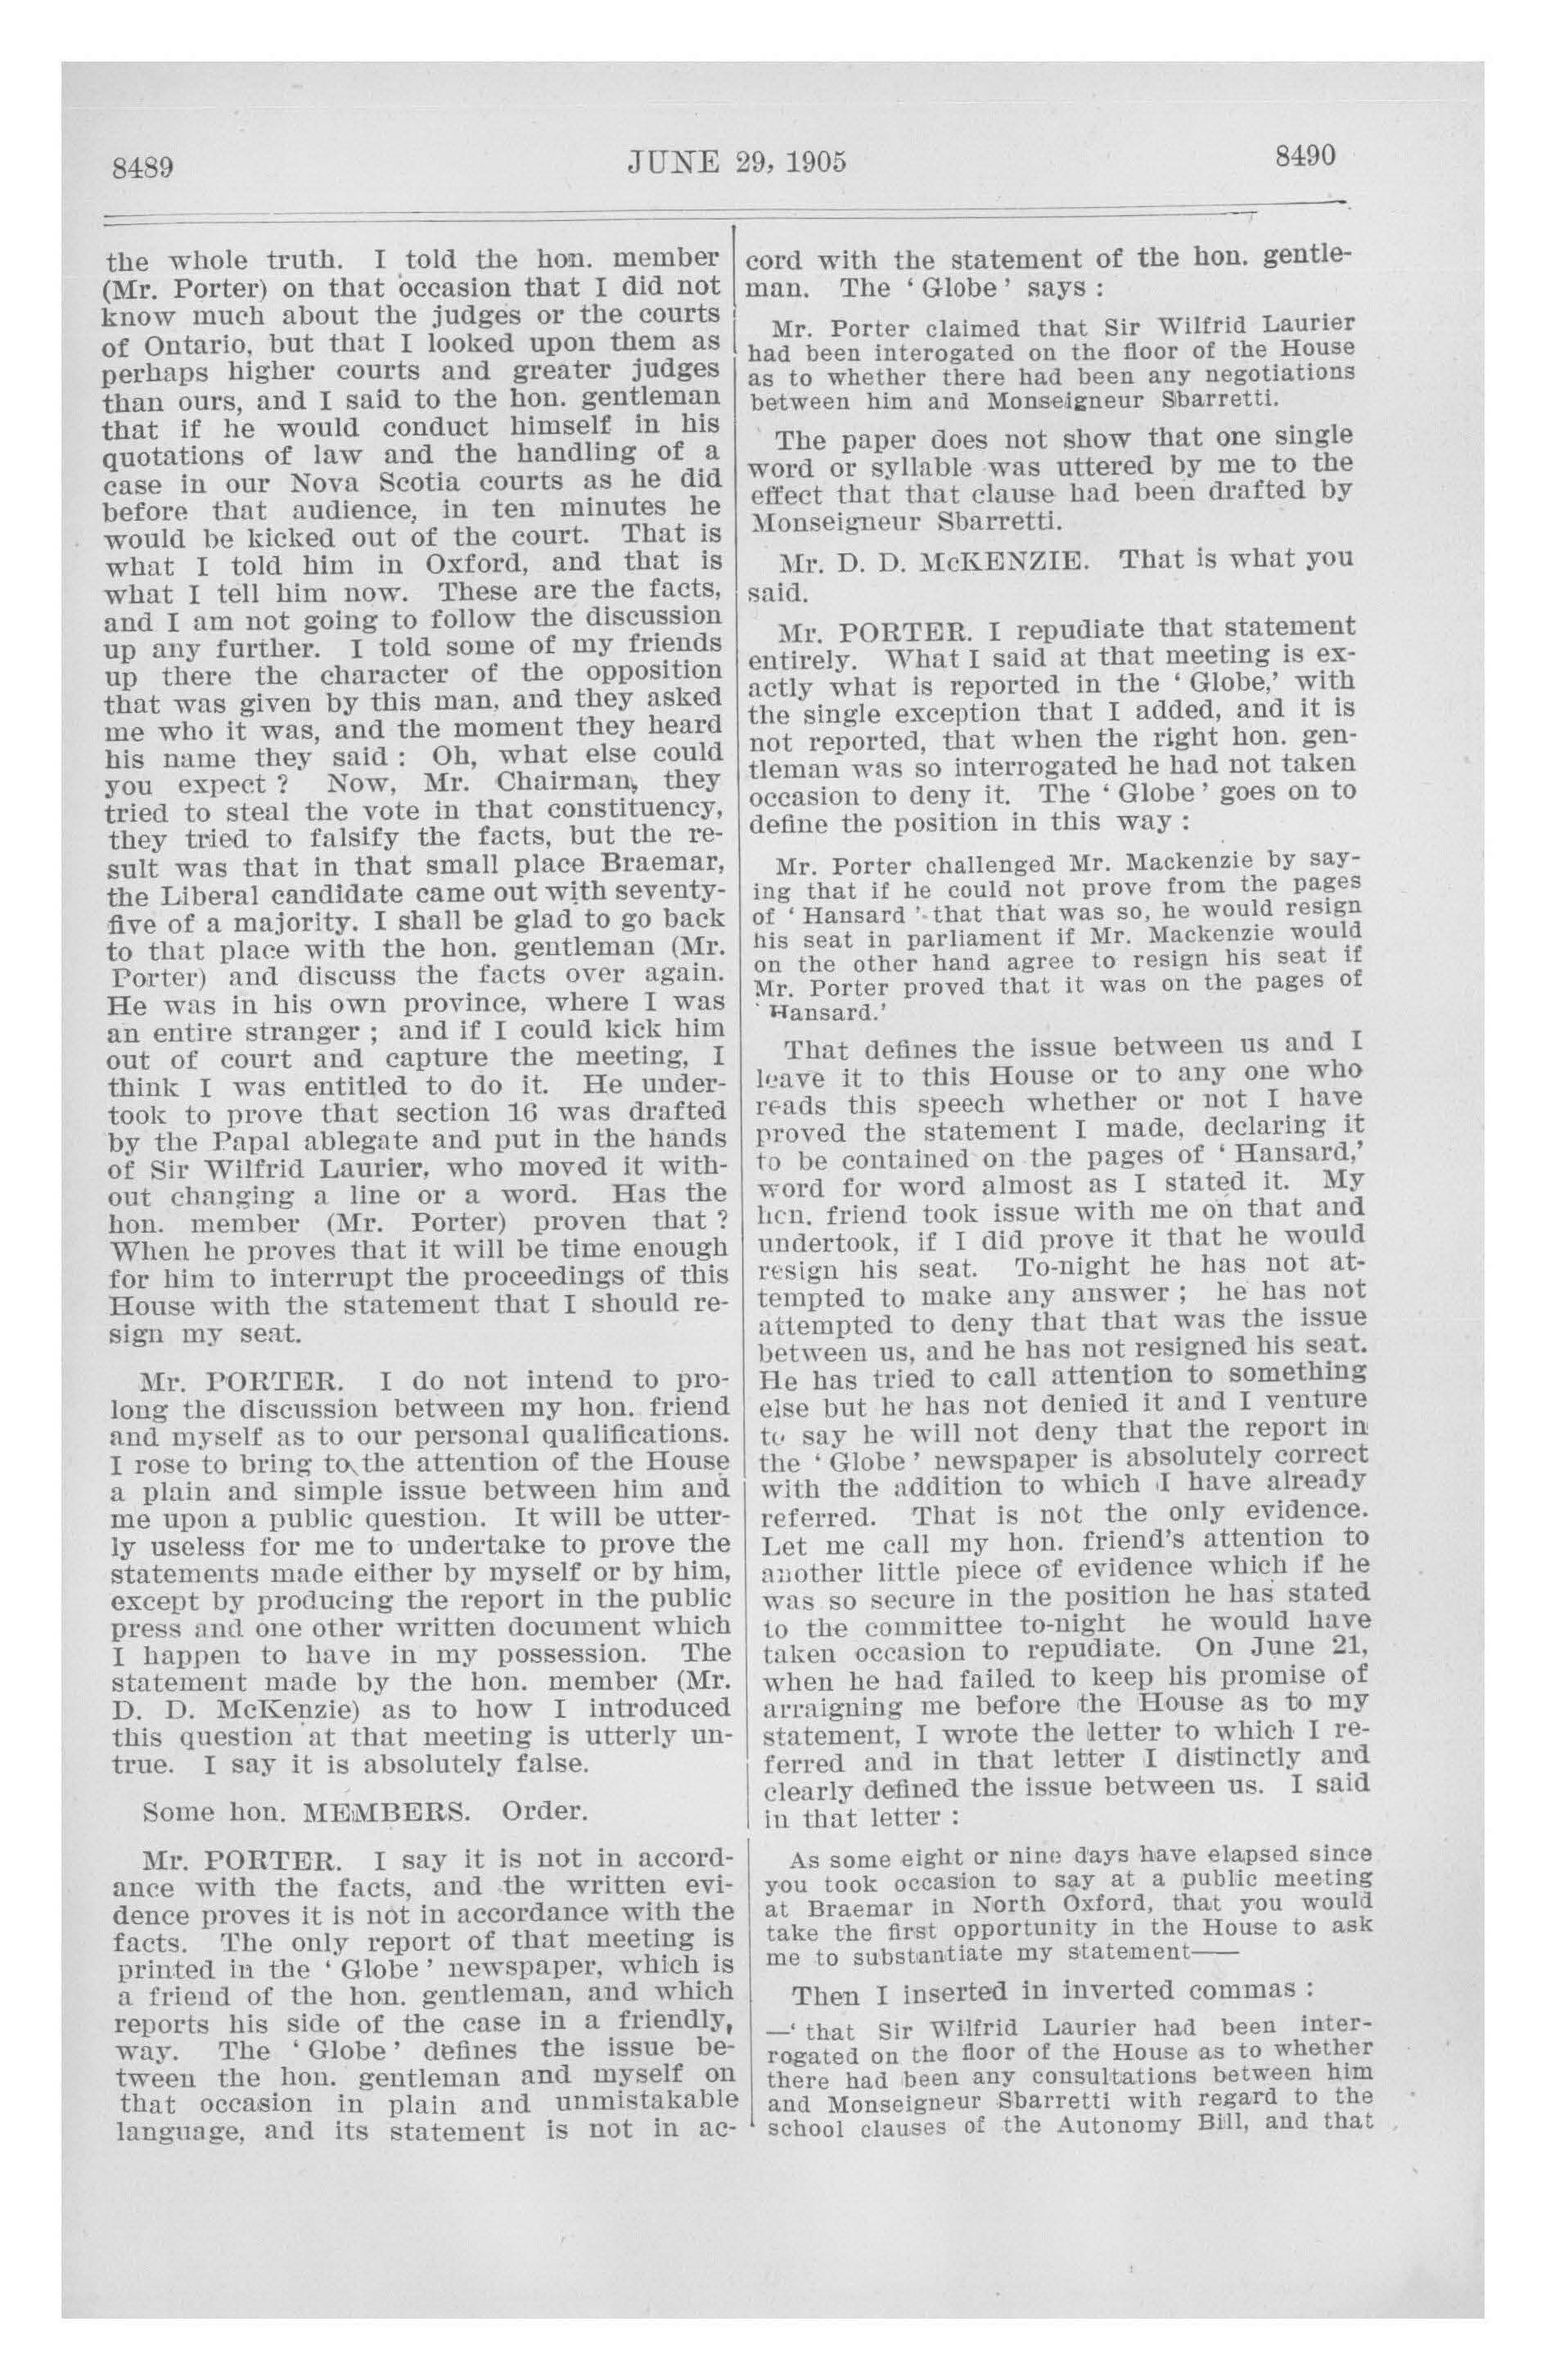 8489
JUNE 29, 1905
8490
the whole truth. I told the hon. member
(Mr. Porter) on that occasion that I did not
know much about the judges or the courts
of Ontario, but that I looked upon them as
perhaps higher courts and greater judges
than ours, and I said to the hon. gentleman
that if he would conduct himself in his
quotations of law and the handling of a
case in our Nova Scotia courts as he did
before that audience, in ten minutes he
would be kicked out of the court. That is
what I told him in Oxford, and that is
what I tell him now. These are the facts,
and I am not going to follow the discussion
up any further. I told some of my friends
up there the character of the opposition
that was given by this man, and they asked
me who it was, and the moment they heard
his name they said : Oh, what else could
you expect ? Now, Mr. Chairman, they
tried to steal the vote in that constituency,
they tried to falsify the facts, but the re-
sult was that in that small place Braemar,
the Liberal candidate came out with seventy-
five of a majority. I shall be glad to go back
to that place with the hon. gentleman (Mr.
Porter) and discuss the facts over again.
He was in his own province, where I was
an entire stranger ; and if I could kick him
out of court and capture the meeting, I
think I was entitled to do it. He under-
took to prove that section 16 was drafted
by the Papal ablegate and put in the hands
of Sir Wilfrid Laurier, who moved it with-
out changing a line or a word. Has the
hon. member (Mr. Porter) proven that ?
When he proves that it will be time enough
for him to interrupt the proceedings of this
House with the statement that I should re-
sign my seat.
Mr. PORTER. I do not intend to pro-
long the discussion between my hon. friend
and myself as to our personal qualifications.
I rose to bring to the attention of the House
a plain and simple issue between him and
me upon a public question. It will be utter-
ly useless for me to undertake to prove the
statements made either by myself or by him,
except by producing the report in the public
press and one other written document which
I happen to have in my possession. The
statement made by the hon. member (Mr.
D. D. McKenzie) as to how I introduced
this question at that meeting is utterly un-
true. I say it is absolutely false.
Some hon. MEMBERS. Order.
Mr. PORTER. I say it is not in accord-
ance with the facts, and the written evi-
dence proves it is not in accordance with the
facts. The only report of that meeting is
printed in the ‘ Globe ’ newspaper, which is
a friend of the hon. gentleman, and which
reports his side of the case in a friendly,
way. The ‘ Globe ’ defines the issue be-
tween the hon. gentleman and myself on
that occasion in plain and unmistakable
language, and its statement is not in ac-
cord with the statement of the hon. gentle-
man. The ‘ Globe ’ says :
Mr. Porter claimed that Sir Wilfrid Laurier
had been interogated on the floor of the House
as to whether there had been any negotiations
between him and Monseigneur Sbarretti.
The paper does not show that one single
word or syllable was uttered by me to the
effect that that clause had been drafted by
Monseigneur Sbarretti.
Mr. D. D. McKENZIE. That is what you
said.
Mr. PORTER. I repudiate that statement
entirely. What I said at that meeting is ex-
actly what is reported in the ‘ Globe,’ with
the single exception that I added, and it is
not reported, that when the right hon. gen-
tleman was so interrogated he had not taken
occasion to deny it. The ‘ Globe ’ goes on to
define the position in this way :
Mr. Porter challenged Mr. Mackenzie by say-
ing that if he could not prove from the pages
of ‘ Hansard ’ that that was so, he would resign
his seat in parliament if Mr. Mackenzie would
on the other hand agree to resign his seat if
Mr. Porter proved that it was on the pages of
‘ Hansard.’
That defines the issue between us and I
leave it to this House or to any one who
reads this speech whether or not I have
proved the statement I made, declaring it
to be contained on the pages of ‘ Hansard,’
word for word almost as I stated it. My
hon. friend took issue with me on that and
undertook, if I did prove it that he would
resign his seat. To-night he has not at-
tempted to make any answer ; he has not
attempted to deny that that was the issue
between us, and he has not resigned his seat.
He has tried to call attention to something
else but he has not denied it and I venture
to say he will not deny that the report in
the ‘ Globe ’ newspaper is absolutely correct
with the addition to which I have already
referred. That is not the only evidence.
Let me call my hon. friend’s attention to
another little piece of evidence which if he
was so secure in the position he has stated
to the committee to-night he would have
taken occasion to repudiate. On June 21,
when he had failed to keep his promise of
arraigning me before the House as to my
statement, I wrote the letter to which I re-
ferred and in that letter I distinctly and
clearly defined the issue between us. I said
in that letter :
As some eight or nine days have elapsed since
you took occasion to say at a public meeting
at Braemar in North Oxford, that you would
take the first opportunity in the House to ask
me to substantiate my statement——
Then I inserted in inverted commas :
—‘ that Sir Wilfrid Laurier had been inter-
rogated on the floor of the House as to whether
there had been any consultations between him
and Monseigneur Sbarretti with regard to the
school clauses of the Autonomy Bill, and that